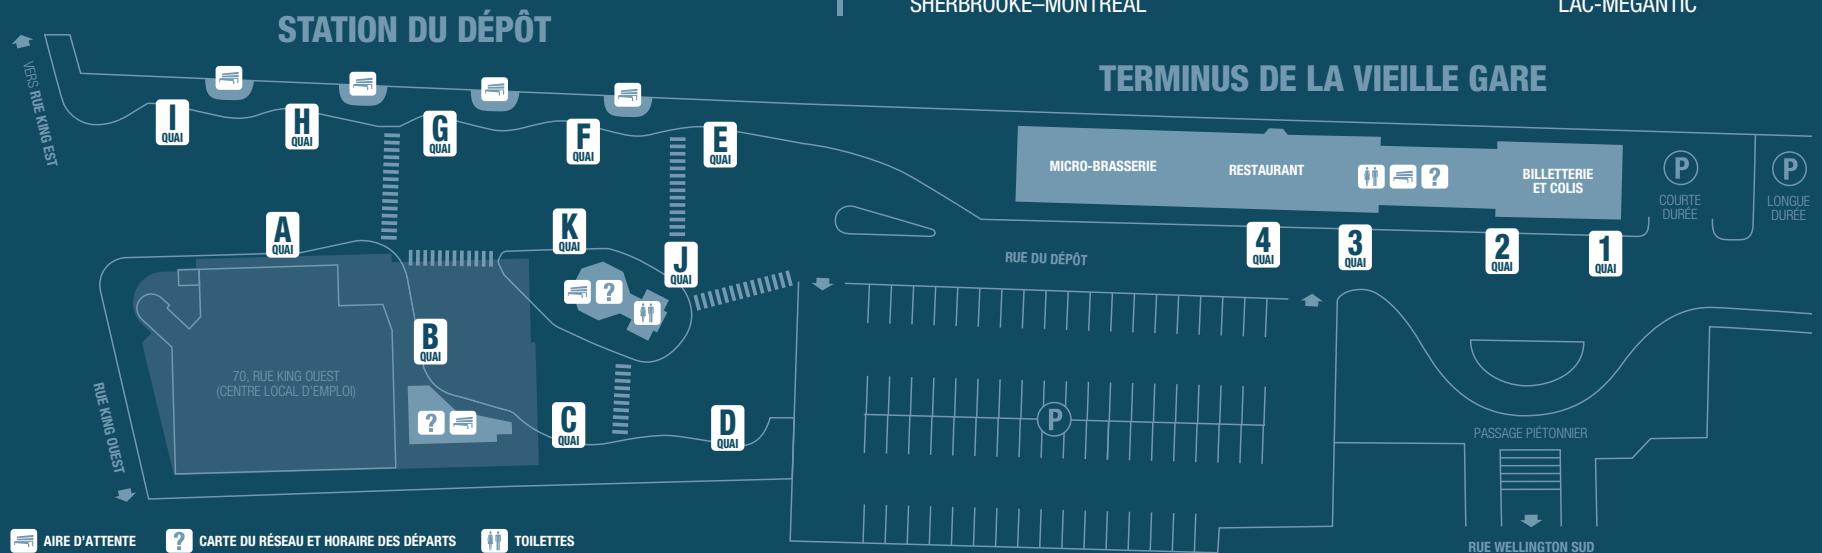 SHERBROOKE–MONTRÉAL
LAC-MÉGANTIC
STATION DU DÉPÔT
TERMINUS DE LA VIEILLE GARE
VERS RUE KING EST
I
QUAI
H
QUAI
G
QUAI
F
QUAI
E
QUAI
MICRO-BRASSERIE
RESTAURANT
?
BILLETTERIE
ET COLIS
P
COURTE
DURÉE
P
LONGUE
DURÉE
A
QUAI
K
QUAI
J
QUAI
?
RUE DU DÉPÔT
4
QUAI
3
QUAI
2
QUAI
1
QUAI
B
QUAI
70, RUE KING OUEST
(CENTRE LOCAL D'EMPLOI)
RUE KING OUEST
?
C
QUAI
D
QUAI
P
PASSAGE PIÉTONNIER
AIRE D'ATTENTE
? CARTE DU RÉSEAU ET HORAIRE DES DÉPARTS
TOILETTES
RUE WELLINGTON SUD